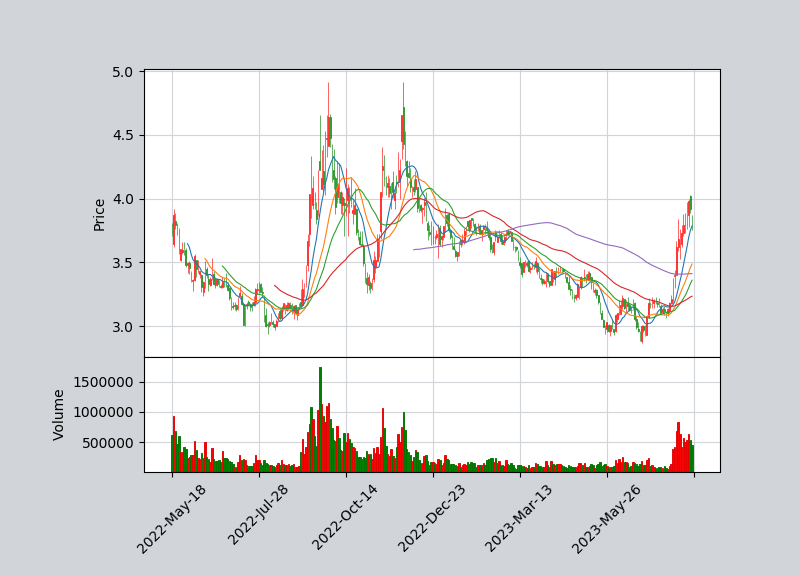 5.0
4.5
4.0
3.5
3.0
Price
1500000
1000000
500000
Volume
2022-May-18
2022-Jul-28
2022-Oct-14
2022-Dec-23
2023-Mar-13
2023-May-26